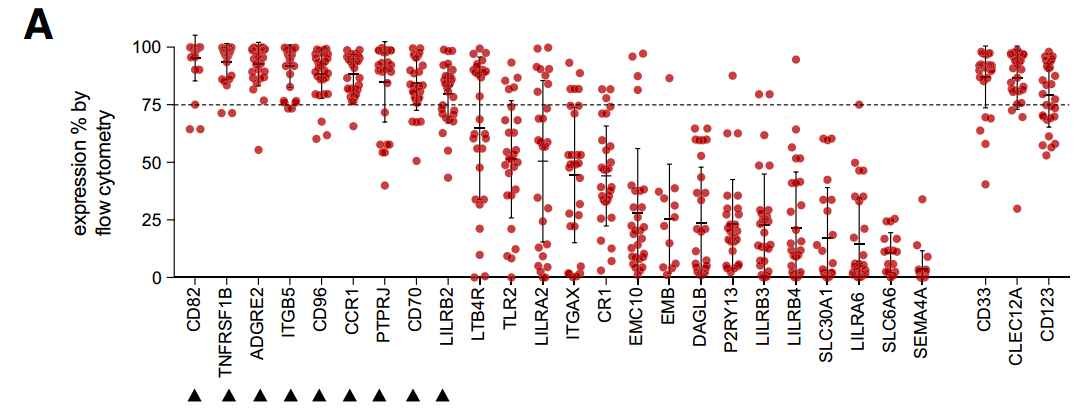 A
expression % by
flow cytometry
100
75
50
25
0
CD82
TNFRSF1B
ADGRE2
ITGB5
CD96
CCR1
PTPRJ
CD70
LILRB2
LTB4R
TLR2
LILRA2
ITGAX
CR1
EMC10
EMB
DAGLB
P2RY13
LILRB3
LILRB4
SLC30A1
LILRA6
SLC6A6
SEMA4A
CD33
CLEC12A
CD123